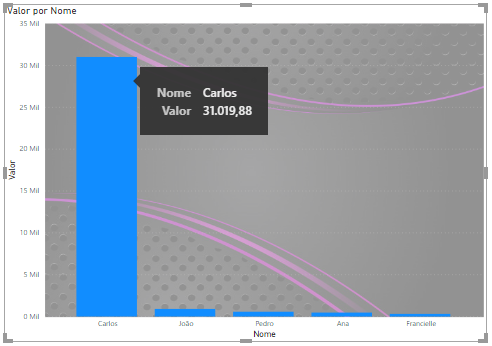 Valor por Nome
35 Mil
30 Mil
25 Mil
20 Mil
15 Mil
10 Mil
5 Mil
0 Mil
Valor
Nome Carlos
Valor 31.019,88
Carlos João Pedro Ana Francielle
Nome